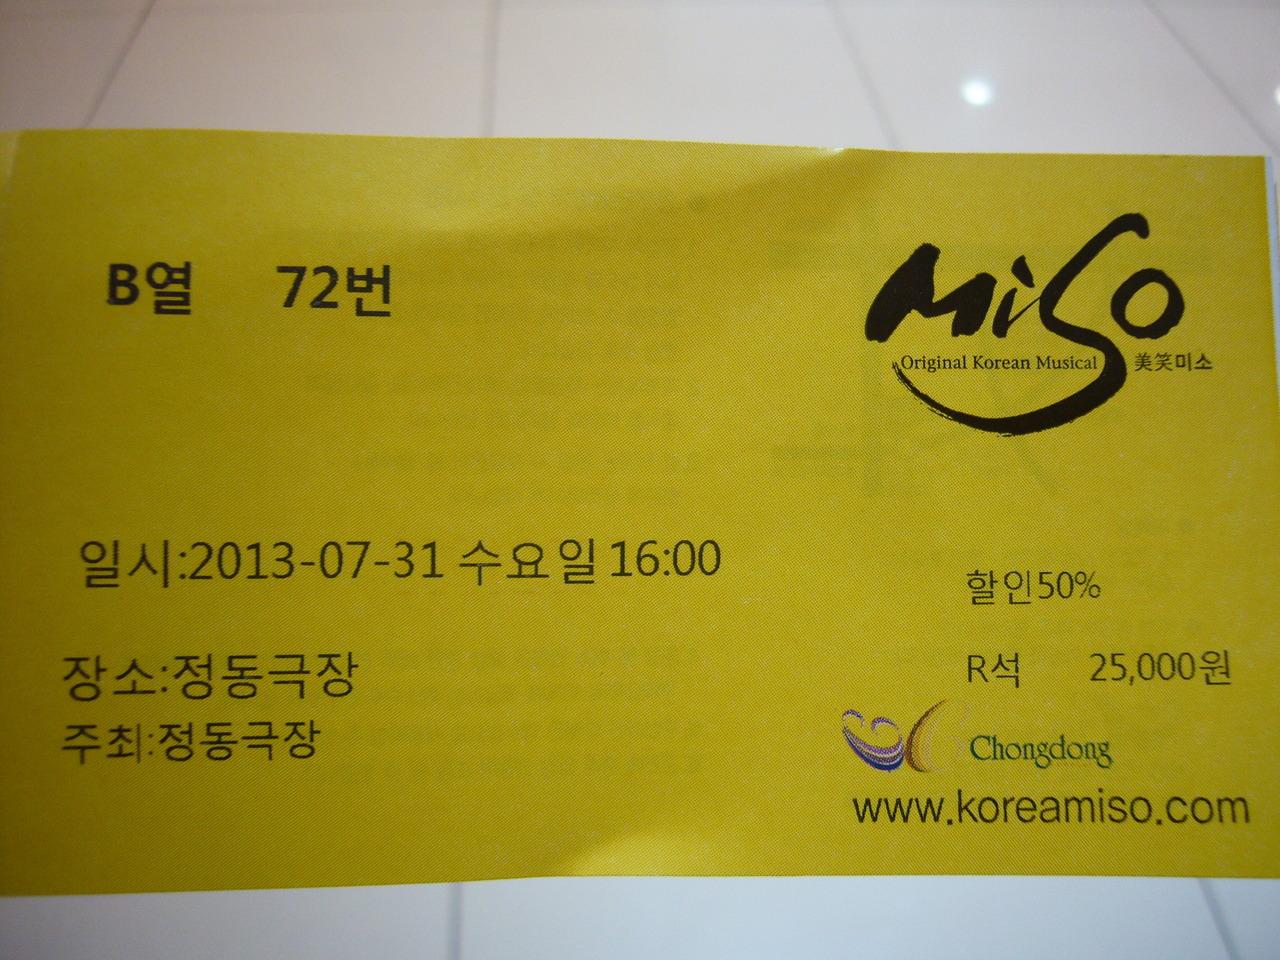 B열 72번
miso
Original Korean Musical 美笑미소
일시:2013-07-31 수요일 16:00
할인50%
장소:정동극장
R석 25,000원
주최:정동극장
Chongdong
www.koreamiso.com